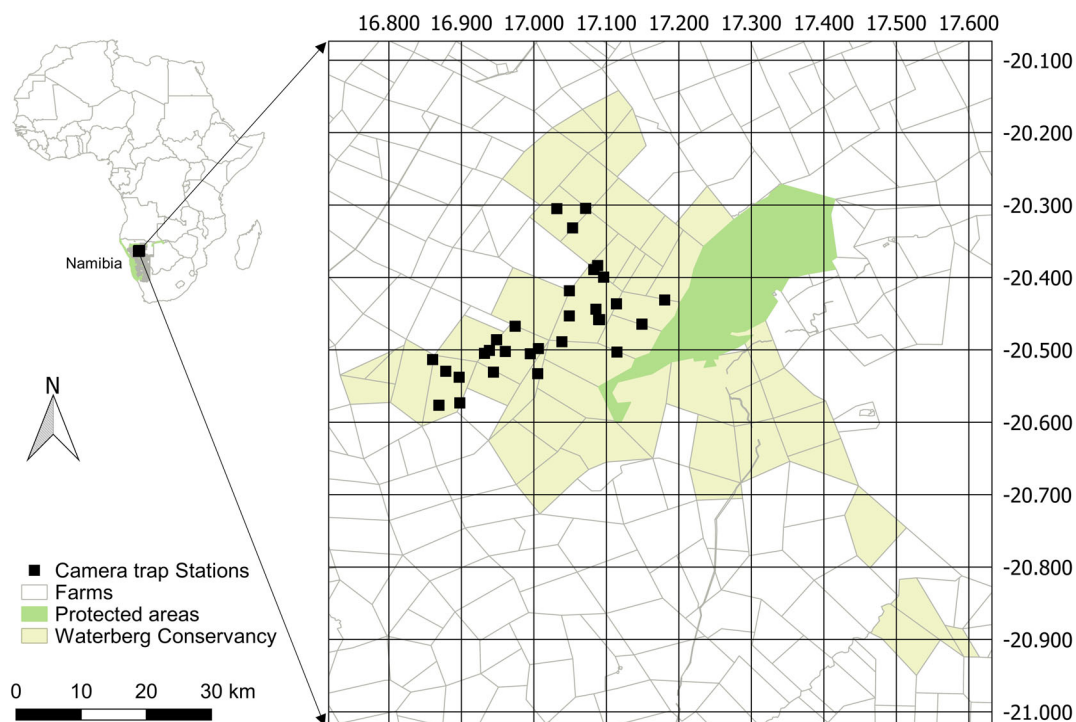 16.800 16.900 17.000 17.100 17.200 17.300 17.400 17.500 17.600
-20.100
-20.200
-20.300
-20.400
-20.500
-20.600
-20.700
-20.800
-20.900
-21.000
Namibia
N
Camera trap Stations
Farms
Protected areas
Waterberg Conservancy
0 10 20 30 km